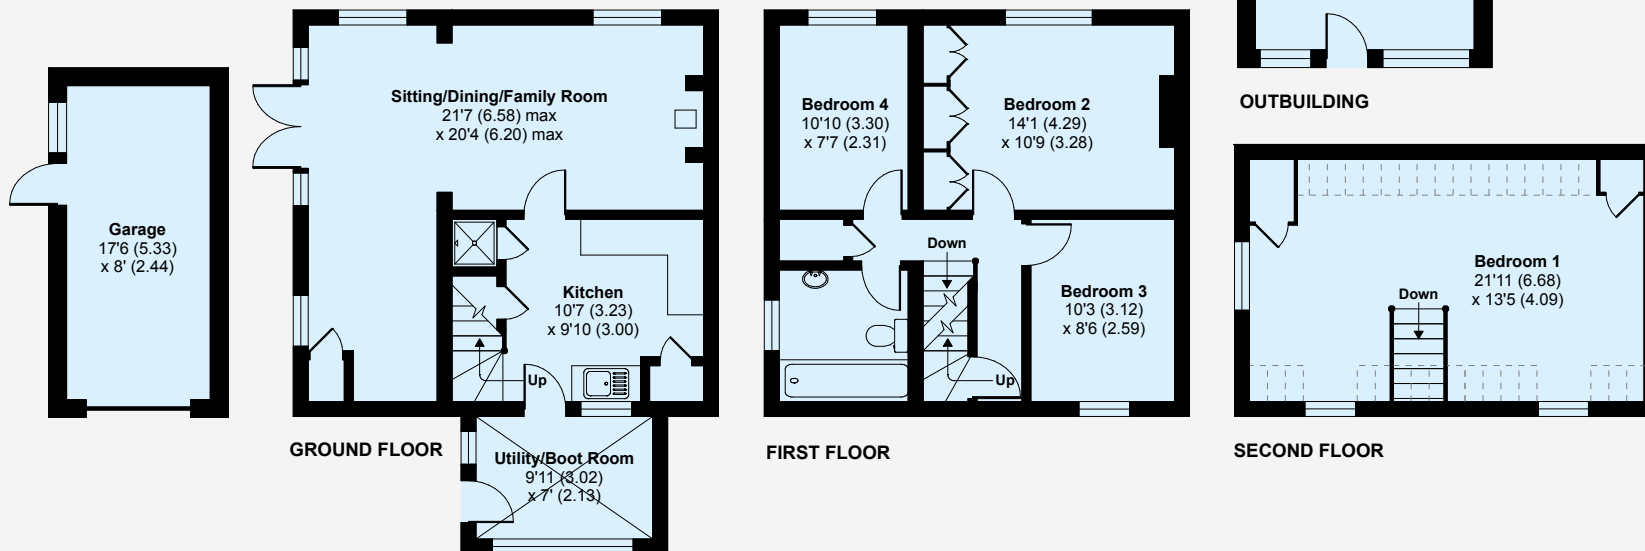 Garage
17'6 (5.33)
x 8' (2.44)
Sitting/Dining/Family Room
21'7 (6.58) max
x 20'4 (6.20) max
Kitchen
10'7 (3.23)
x 9'10 (3.00)
Up
GROUND FLOOR
Utility/Boot Room
9'11 (3.02)
x 7' (2.13)
Bedroom 4
10'10 (3.30)
x 7'7 (2.31)
Bedroom 2
14'1 (4.29)
x 10'9 (3.28)
Down
Bedroom 3
10'3 (3.12)
x 8'6 (2.59)
Up
FIRST FLOOR
OUTBUILDING
Bedroom 1
21'11 (6.68)
x 13'5 (4.09)
Down
SECOND FLOOR